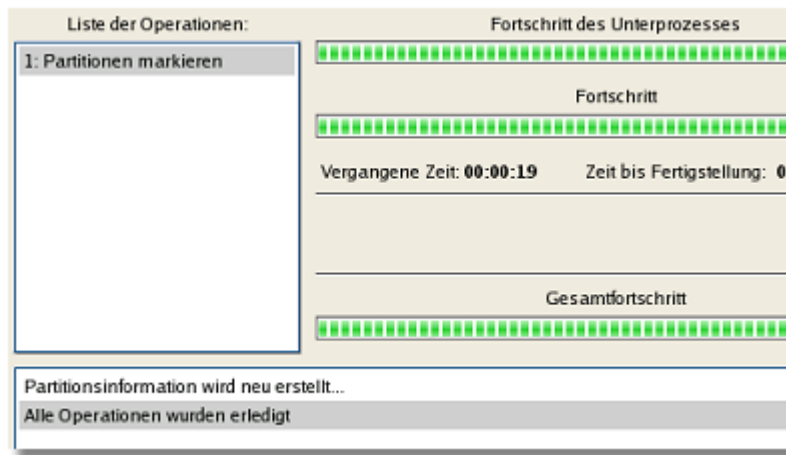 Liste der Operationen:
1: Partitionen markieren
Fortschritt des Unterprozesses
Fortschritt
Vergangene Zeit: 00:00:19 Zeit bis Fertigstellung: 0
Gesamtfortschritt
Partitionsinformation wird neu erstellt...
Alle Operationen wurden erledigt